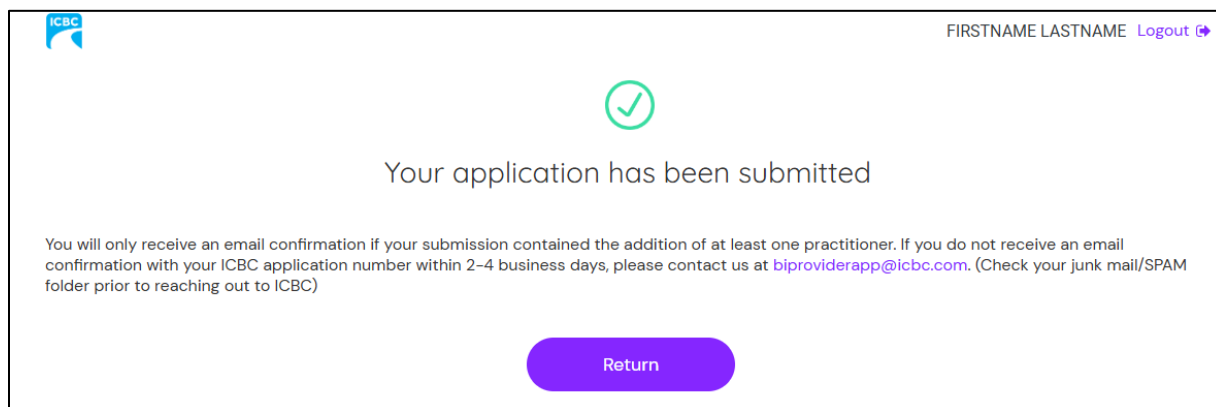 ICBC
FIRSTNAME LASTNAME Logout
Your application has been submitted
You will only receive an email confirmation if your submission contained the addition of at least one practitioner. If you do not receive an email
confirmation with your ICBC application number within 2-4 business days, please contact us at biproviderapp@icbc.com. (Check your junk mail/SPAM
folder prior to reaching out to ICBC)
Return